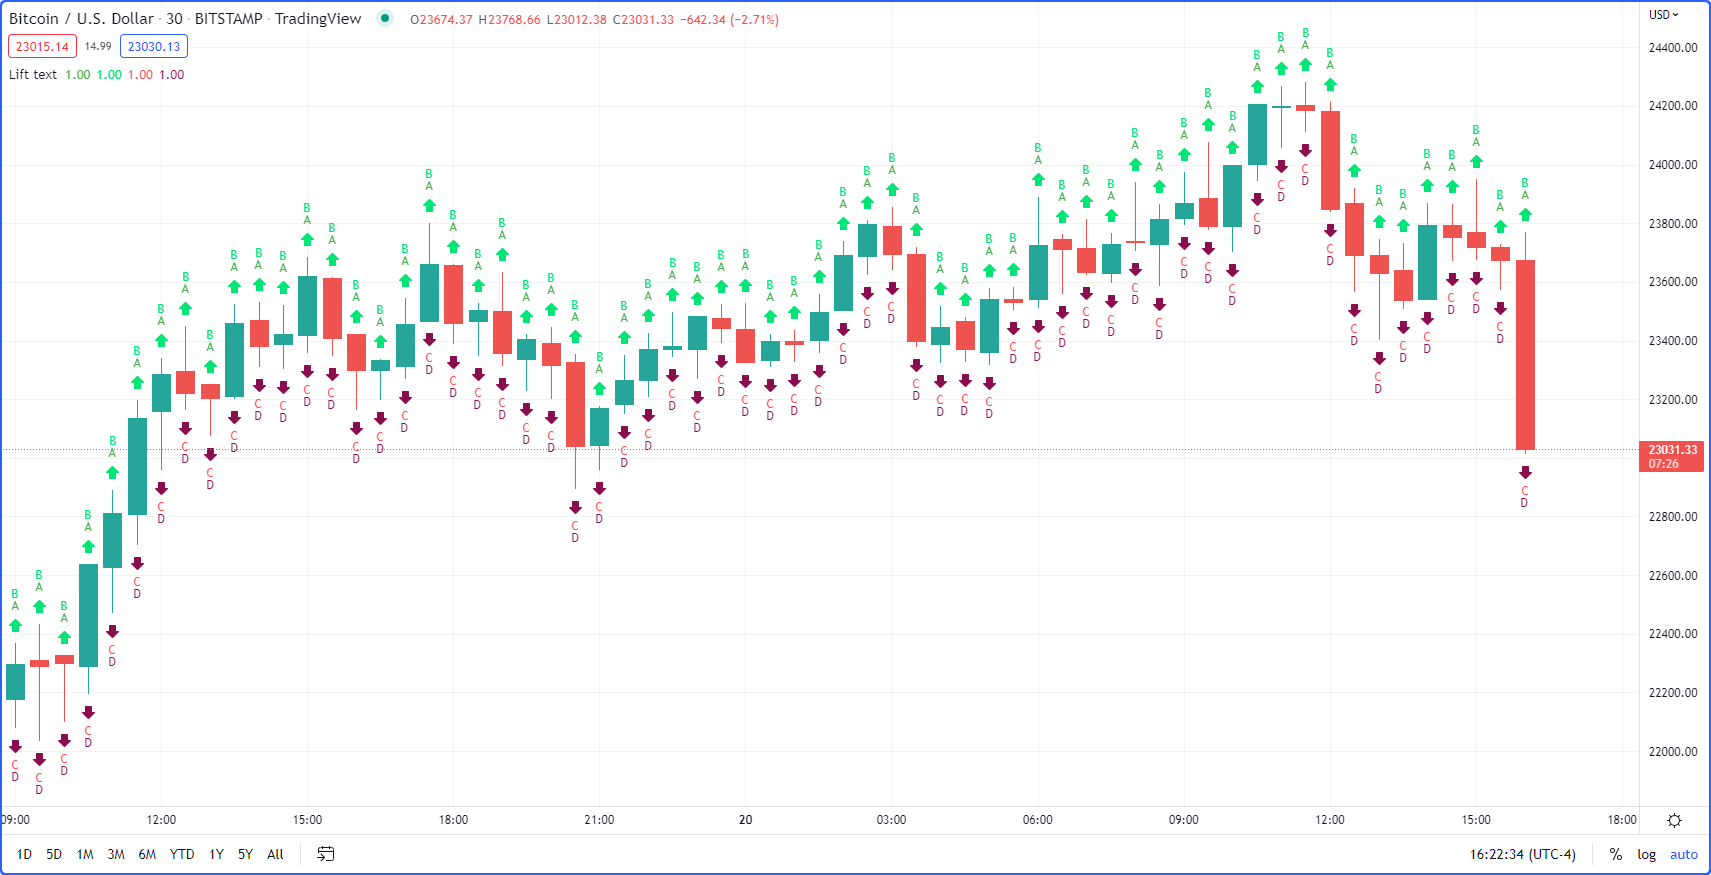 Bitcoin / U.S. Dollar · 30 · BITSTAMP · TradingView O23674.37 H23768.66 L23012.38 C23031.33 −642.34 (−2.71%)
USD
23015.14 14.99 23030.13
Lift text 1.00 1.00 1.00 1.00
B
A
C
D
24400.00
24200.00
24000.00
23800.00
23600.00
23400.00
23200.00
23031.33
07:26
22800.00
22600.00
22400.00
22200.00
22000.00
09:00 12:00 15:00 18:00 21:00 20 03:00 06:00 09:00 12:00 15:00 18:00
1D 5D 1M 3M 6M YTD 1Y 5Y All 16:22:34 (UTC-4) % log auto